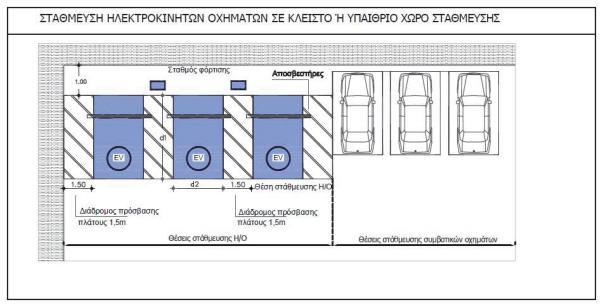 ΣΤΑΘΜΕΥΣΗ ΗΛΕΚΤΡΟΚΙΝΗΤΩΝ ΟΧΗΜΑΤΩΝ ΣΕ ΚΛΕΙΣΤΟ Ή ΥΠΑΙΘΡΙΟ ΧΩΡΟ ΣΤΑΘΜΕΥΣΗΣ
Σταθμός φόρτισης
Αποσβεστήρες
1.00
d1
EV
EV
EV
1.50
d2
1.50
Θέση στάθμευσης Η/Ο
Διάδρομος πρόσβασης
πλάτους 1,5m
Διάδρομος πρόσβασης
πλάτους 1,5m
Θέσεις στάθμευσης Η/Ο
Θέσεις στάθμευσης συμβατικών οχημάτων